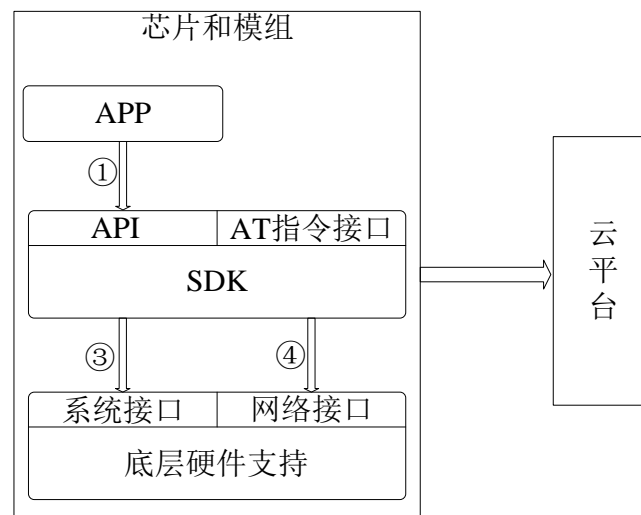 芯片和模组
APP
①
API AT指令接口
SDK
③ ④
系统接口 网络接口
底层硬件支持
云
平
台